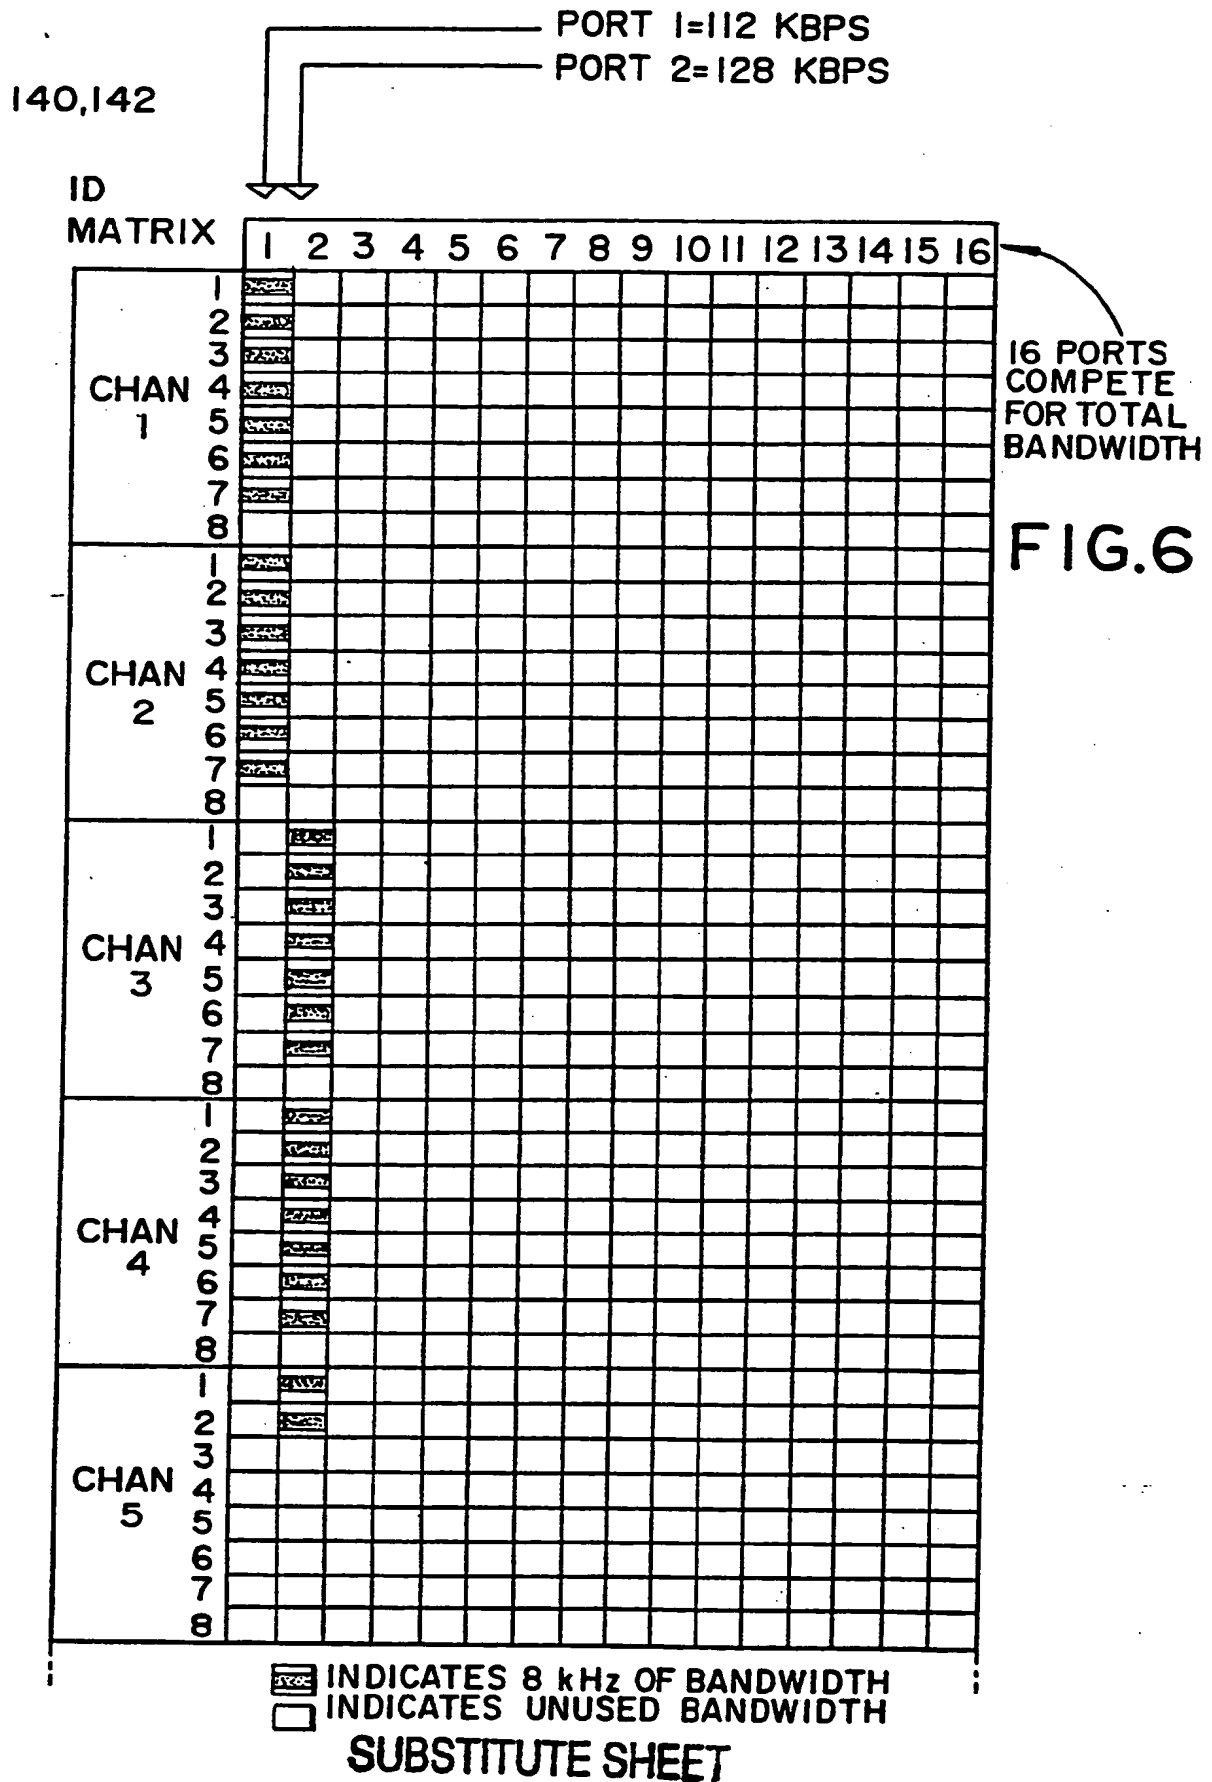 PORT 1=112 KBPS
PORT 2=128 KBPS
140,142
ID
MATRIX
1 2 3 4 5 6 7 8 9 10 11 12 13 14 15 16
16 PORTS
COMPETE
FOR TOTAL
BANDWIDTH
FIG.6
CHAN
1
1
2
3
4
5
6
7
8
CHAN
2
1
2
3
4
5
6
7
8
CHAN
3
1
2
3
4
5
6
7
8
CHAN
4
1
2
3
4
5
6
7
8
CHAN
5
1
2
3
4
5
6
7
8
INDICATES 8 kHz OF BANDWIDTH
INDICATES UNUSED BANDWIDTH
SUBSTITUTE SHEET